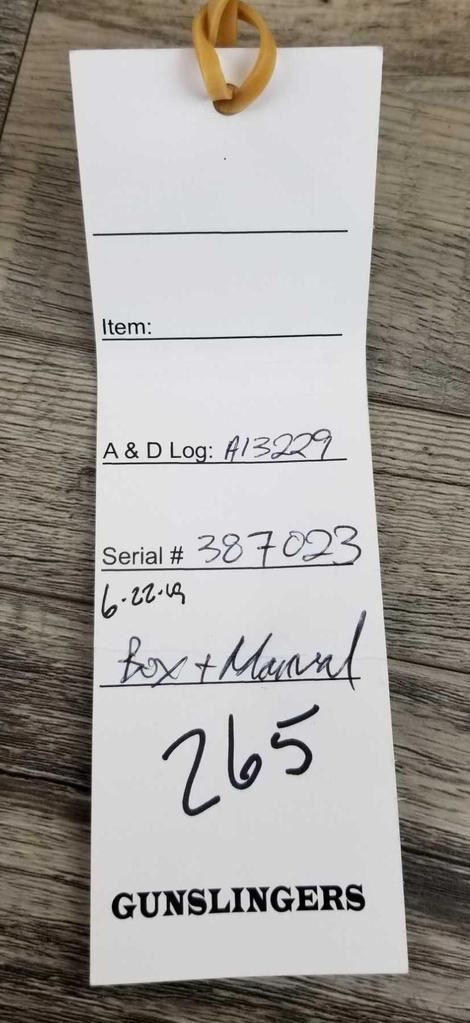 Item:
A & D Log: A13229
Serial # 387023
6-22-19
Box + Manual
265
GUNSLINGERS